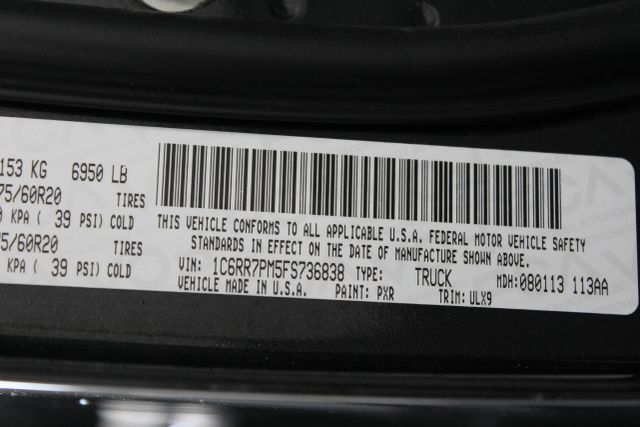 153 KG 6950 LB
75/60R20 TIRES
0 KPA ( 39 PSI) COLD
75/60R20 TIRES
KPA ( 39 PSI) COLD
THIS VEHICLE CONFORMS TO ALL APPLICABLE U.S.A. FEDERAL MOTOR VEHICLE SAFETY
STANDARDS IN EFFECT ON THE DATE OF MANUFACTURE SHOWN ABOVE.
VIN: 1C6RR7PM5FS736838 TYPE: TRUCK MDH:080113 113AA
VEHICLE MADE IN U.S.A. PAINT: PXR TRIM: ULX9